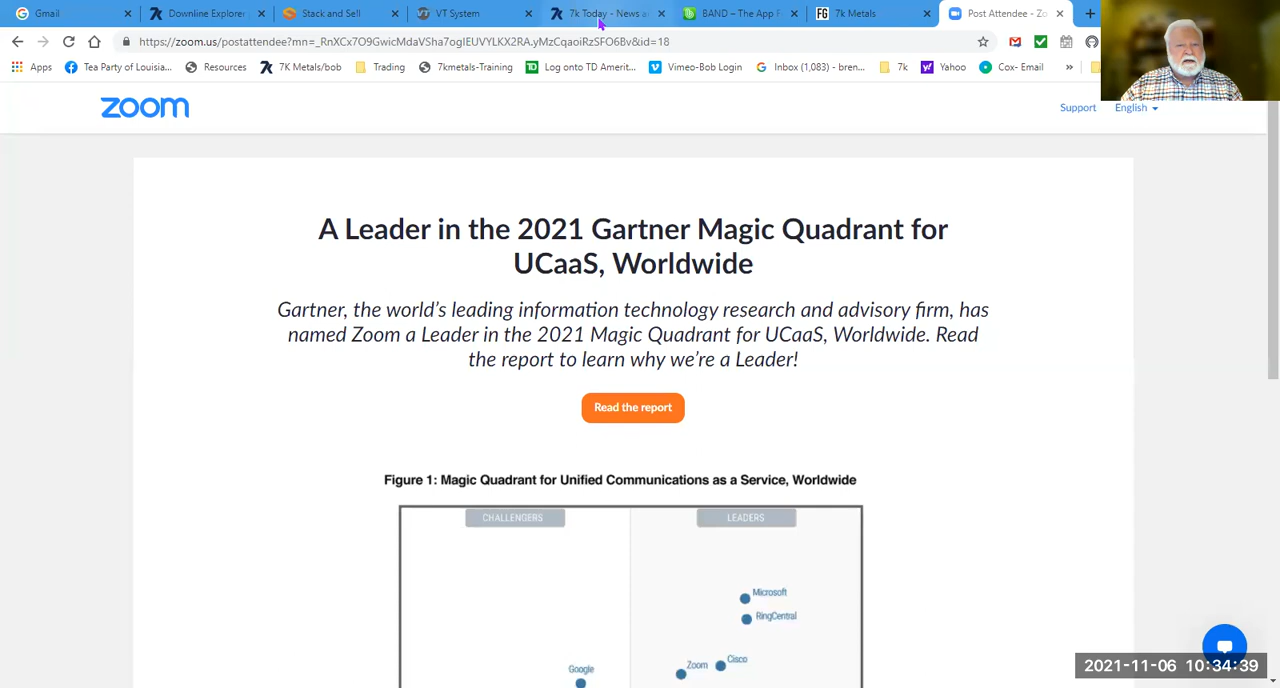 Gmail
Downline Explorer
Stack and Sell
VT System
7k Today - News a
BAND – The App F
FG 7k Metals
Post Attendee - Zo
https://zoom.us/postattendee?mn=_RnXCx7O9GwicMdaVSha7oglEUVYLKX2RA.yMzCqaoiRzSFO6Bv&id=18
Apps
Tea Party of Louisia...
Resources
7K Metals/bob
Trading
7kmetals-Training
Log onto TD Amerit...
Vimeo-Bob Login
Inbox (1,083) - bren...
7k
Yahoo
Cox- Email
»
zoom
Support
English
A Leader in the 2021 Gartner Magic Quadrant for
UCaaS, Worldwide
Gartner, the world's leading information technology research and advisory firm, has
named Zoom a Leader in the 2021 Magic Quadrant for UCaaS, Worldwide. Read
the report to learn why we're a Leader!
Read the report
Figure 1: Magic Quadrant for Unified Communications as a Service, Worldwide
CHALLENGERS
LEADERS
Microsoft
RingCentral
Cisco
Zoom
Google
2021-11-06 10:34:39